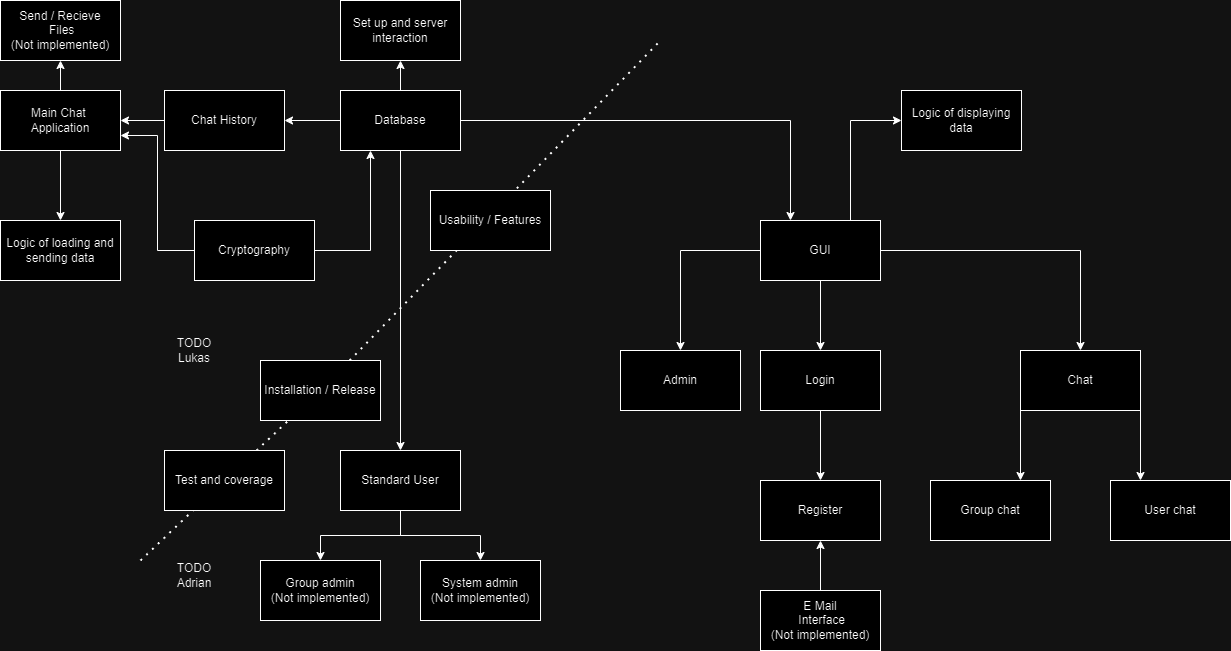 Send / Recieve
Files
(Not implemented)
Set up and server
interaction
Main Chat
Application
Chat History
Database
Logic of displaying
data
Usability / Features
Logic of loading and
sending data
Cryptography
GUI
TODO
Lukas
Installation / Release
Admin
Login
Chat
Test and coverage
Standard User
Register
Group chat
User chat
TODO
Adrian
Group admin
(Not implemented)
System admin
(Not implemented)
E Mail
Interface
(Not implemented)